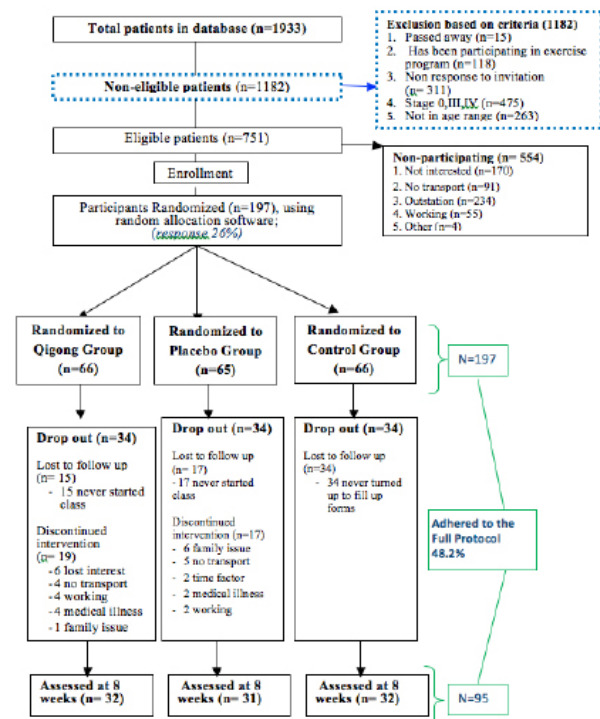 Total patients in database (n=1933)
Exclusion based on criteria (1182)
1. Passed away (n=15)
2. Has been participating in exercise
program (n=118)
3. Non response to invitation
(n= 311)
4. Stage 0,III,IV (n=475)
5. Not in age range (n=263)
Non-eligible patients (n=1182)
Eligible patients (n=751)
Non-participating (n= 554)
1. Not interested (n=170)
2. No transport (n=91)
3. Outstation (n=234)
4. Working (n=55)
5. Other (n=4)
Enrollment
Participants Randomized (n=197), using
random allocation software;
(response 26%)
Randomized to
Qigong Group
(n=66)
Randomized to
Placebo Group
(n=65)
Randomized to
Control Group
(n=66)
N=197
Drop out (n=34)
Lost to follow up
(n= 15)
- 15 never started
class
Discontinued
intervention
(n= 19)
-6 lost interest
-4 no transport
-4 working
-4 medical illness
-1 family issue
Drop out (n=34)
Lost to follow up
(n= 17)
-17 never started
class
Discontinued
intervention (n=17)
- 6 family issue
- 5 no transport
- 2 time factor
- 2 medical illness
- 2 working
Drop out (n=34)
Lost to follow up
(n=34)
- 34 never turned
up to fill up
forms
Adhered to the
Full Protocol
48.2%
Assessed at 8
weeks (n= 32)
Assessed at 8
weeks (n= 31)
Assessed at 8
weeks (n= 32)
N=95